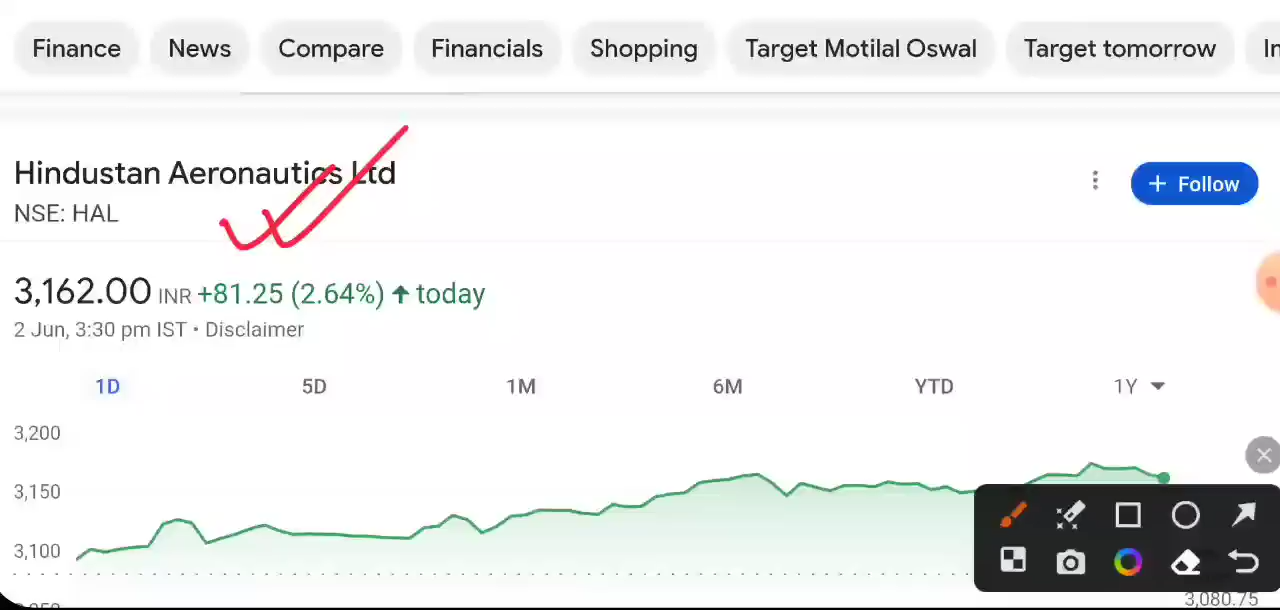 Finance News Compare Financials Shopping Target Motilal Oswal Target tomorrow
Hindustan Aeronautics Ltd
+ Follow
NSE: HAL
3,162.00 INR +81.25 (2.64%) ↑ today
2 Jun, 3:30 pm IST • Disclaimer
1D 5D 1M 6M YTD 1Y
3,200
3,150
3,100
3,080.75